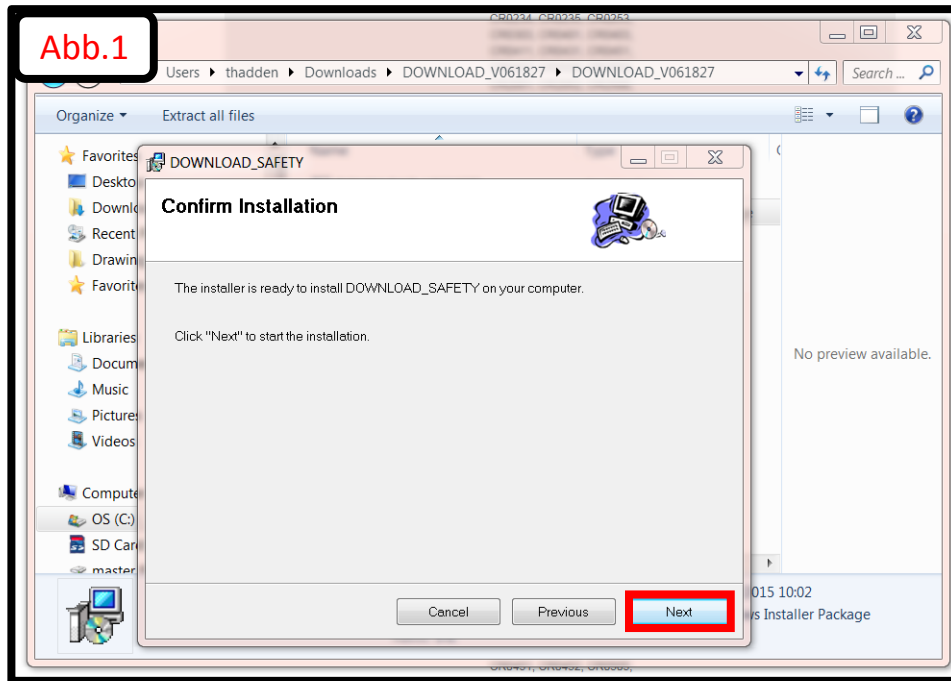 CR0234, CR0235, CR0253,
Abb.1
Users thadden Downloads DOWNLOAD_V061827 DOWNLOAD_V061827
Search ...
Organize Extract all files
Favorites
Deskto
Downlo
Recent
Drawin
Favorite
Libraries
Docum
Music
Pictures
Videos
Compute
OS (C:)
SD Car
master
DOWNLOAD_SAFETY
Confirm Installation
The installer is ready to install DOWNLOAD_SAFETY on your computer.
Click "Next" to start the installation.
Cancel Previous Next
No preview available.
015 10:02
vs Installer Package